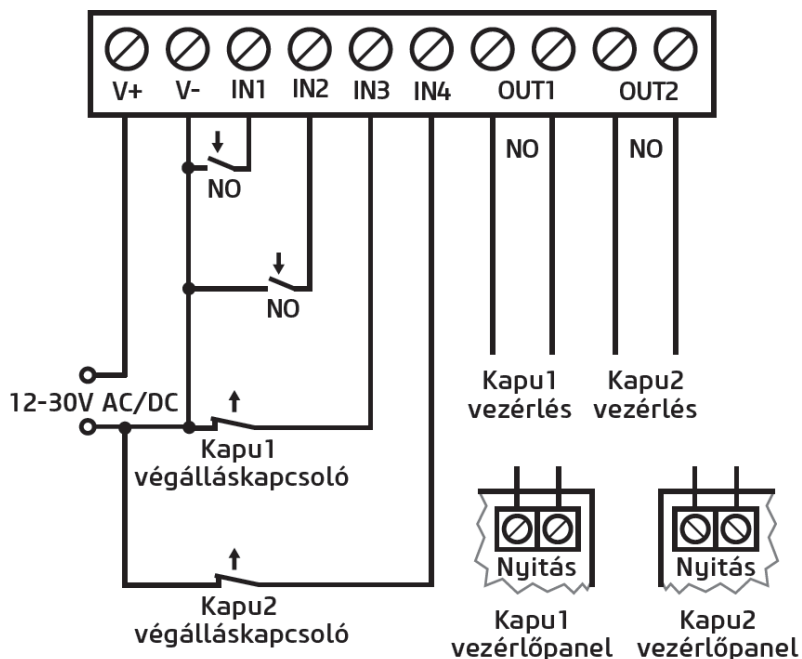 V+ V- IN1 IN2 IN3 IN4 OUT1 OUT2
NO NO
NO
NO
12-30V AC/DC
Kapu1
vezérlés
Kapu2
vezérlés
Kapu1
végálláskapcsoló
Kapu2
végálláskapcsoló
Nyitás
Kapu1
vezérlőpanel
Nyitás
Kapu2
vezérlőpanel